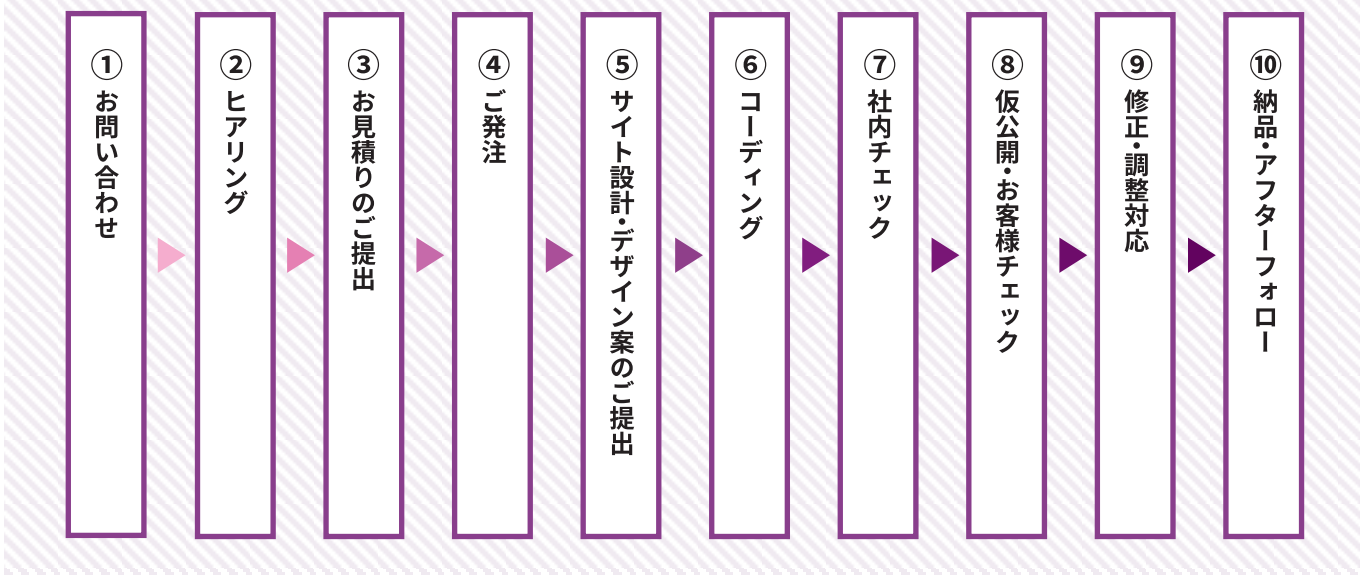 ①お問い合わせ
②ヒアリング
③お見積りのご提出
④ご発注
⑤サイト設計・デザイン案のご提出
⑥コーディング
⑦社内チェック
⑧仮公開・お客様チェック
⑨修正・調整対応
⑩納品・アフターフォロー